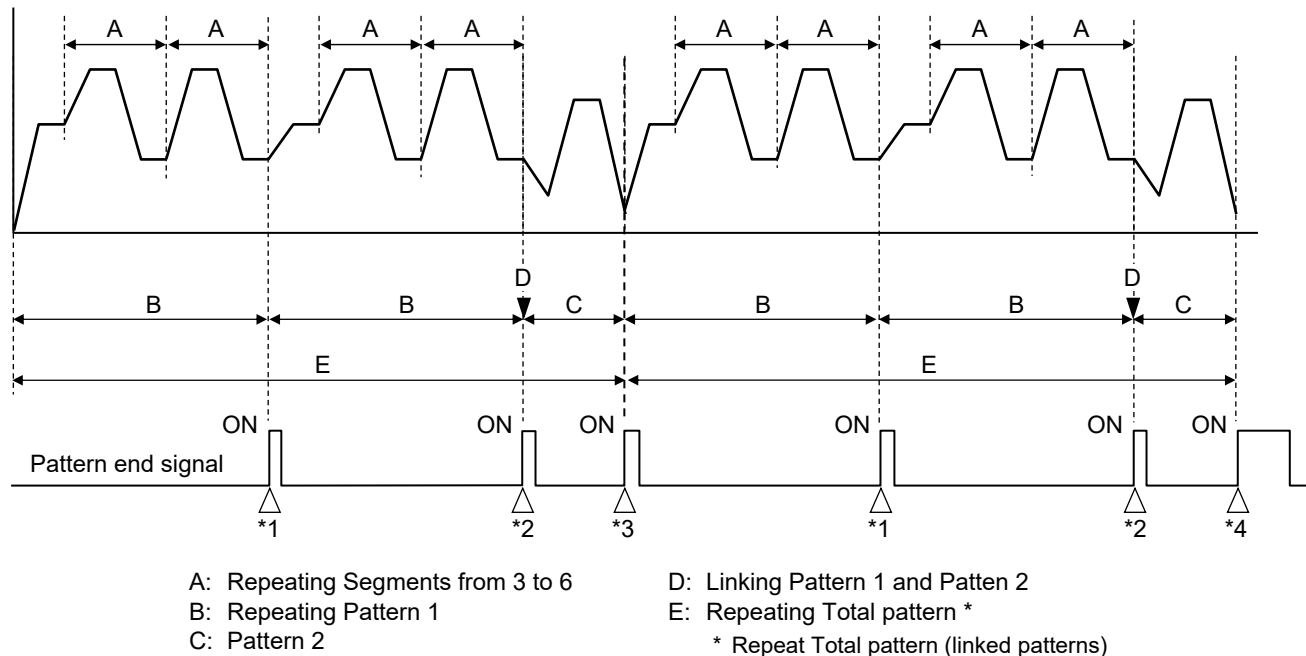 A A A A A A A A
D D
B B C B B C
E E
ON ON ON ON ON ON
Pattern end signal
*1 *2 *3 *1 *2 *4
A: Repeating Segments from 3 to 6
B: Repeating Pattern 1
C: Pattern 2
D: Linking Pattern 1 and Patten 2
E: Repeating Total pattern *
* Repeat Total pattern (linked patterns)